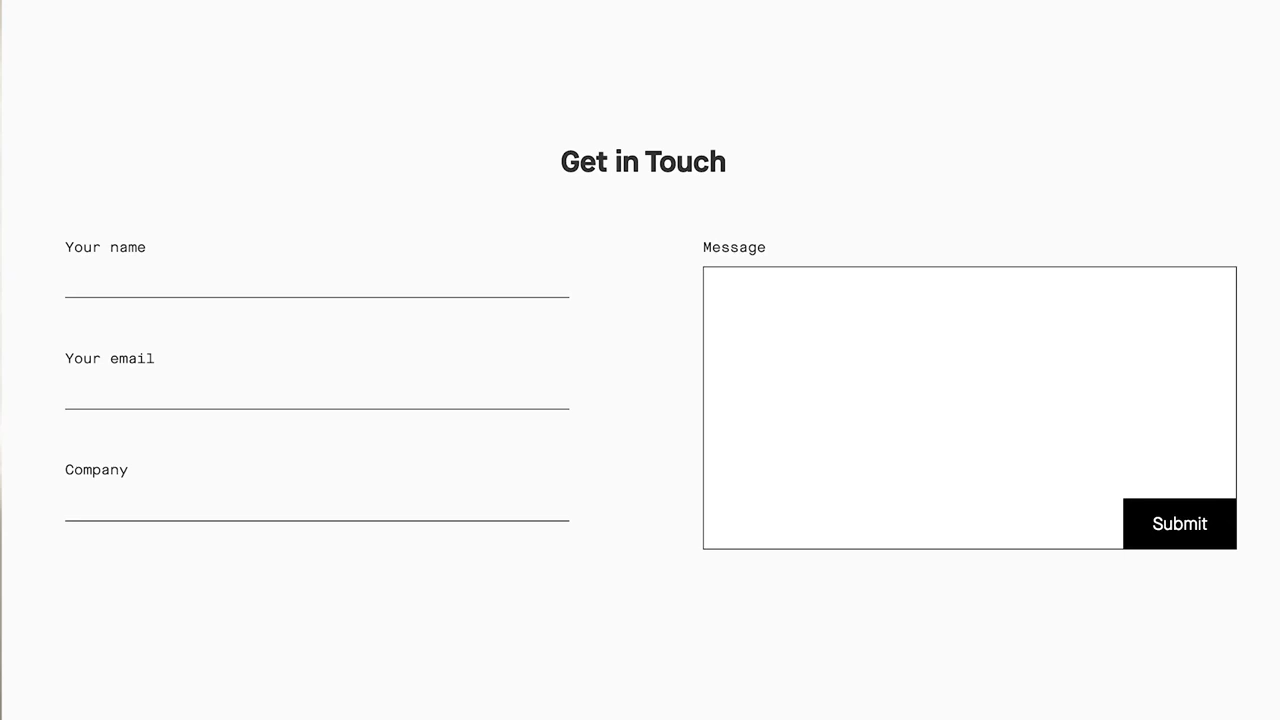 Get in Touch
Your name
Your email
Company
Message
Submit